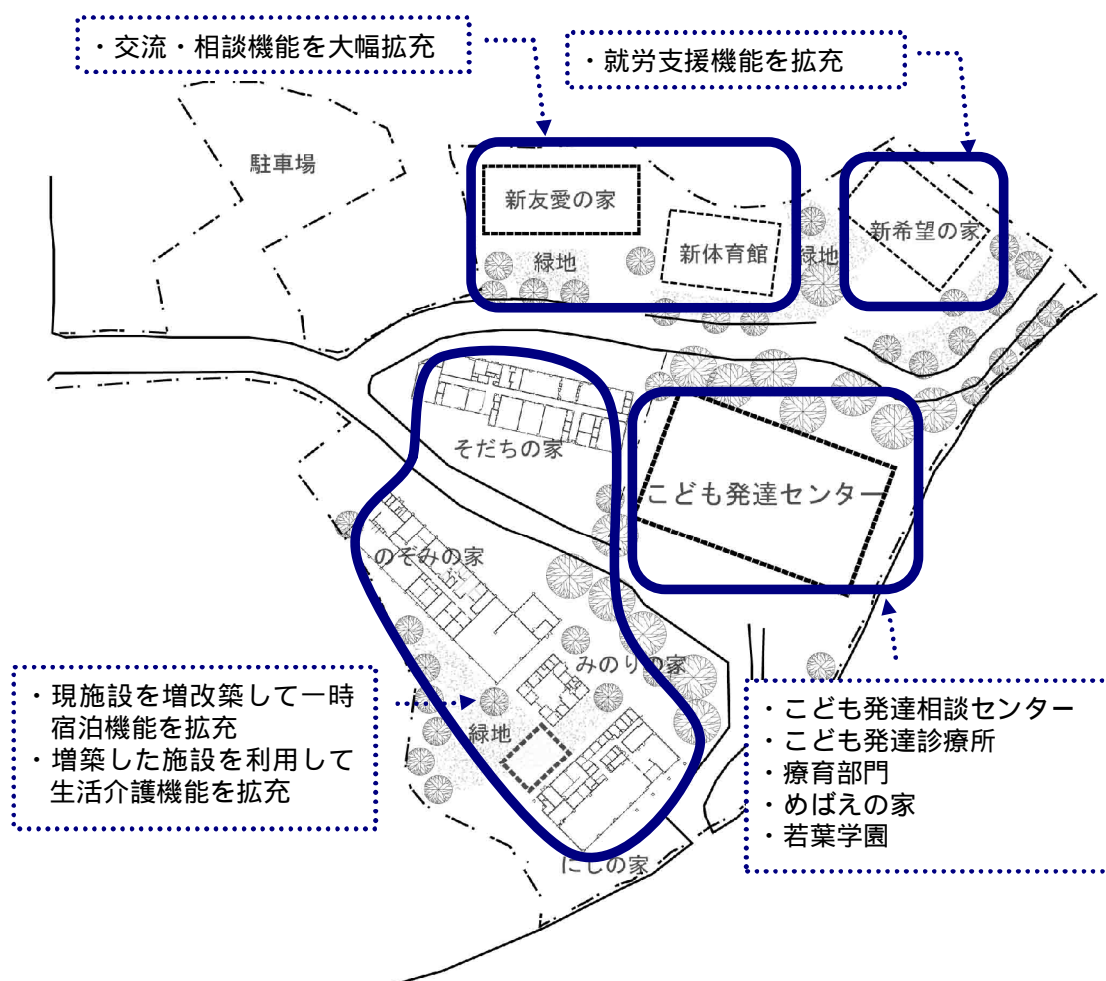 ・交流・相談機能を大幅拡充
・就労支援機能を拡充
駐車場
新友愛の家
新体育館
緑地
緑地
新希望の家
そだちの家
こども発達センター
のぞみの家
みのりの家
緑地
にしの家
・現施設を増改築して一時
宿泊機能を拡充
・増築した施設を利用して
生活介護機能を拡充
・こども発達相談センター
・こども発達診療所
・療育部門
・めばえの家
・若葉学園